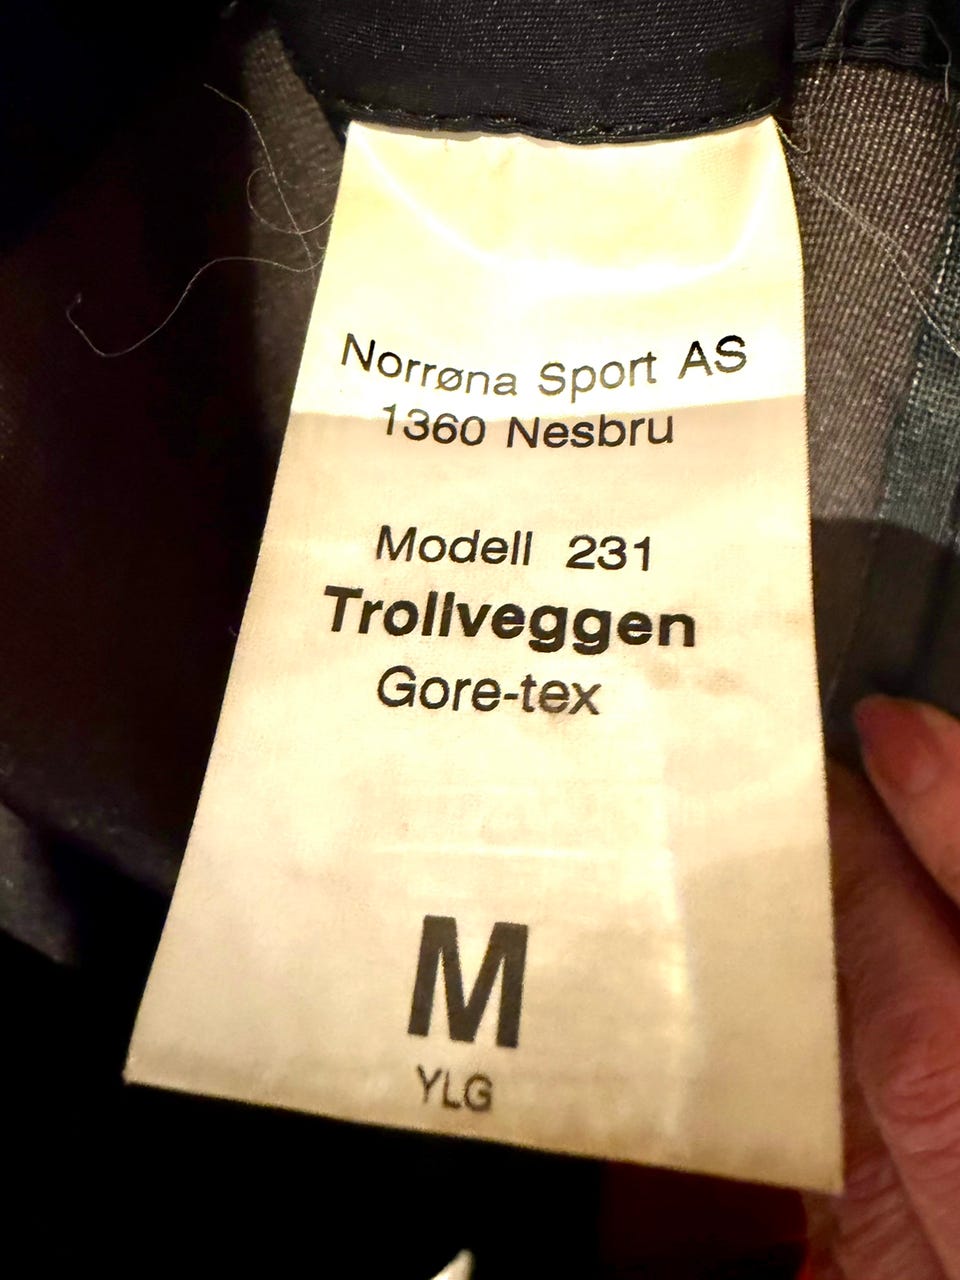 Norrøna Sport AS
1360 Nesbru
Modell 231
Trollveggen
Gore-tex
M
YLG